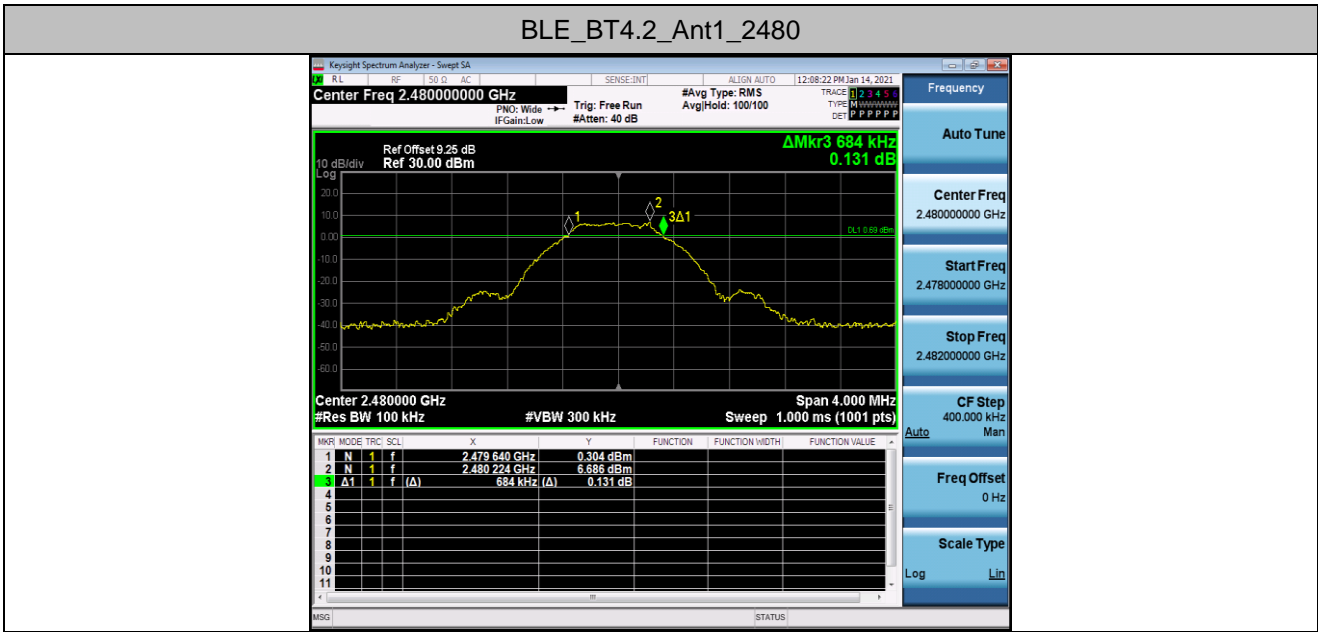 BLE_BT4.2_Ant1_2480
Keysight Spectrum Analyzer - Swept SA
RL RF 50 Ω AC SENSE:INT ALIGN AUTO 12:08:22 PM Jan 14, 2021
Center Freq 2.480000000 GHz
#Avg Type: RMS
TRACE 1 2 3 4 5 6
PNO: Wide
Trig: Free Run
Avg|Hold: 100/100
TYPE M WWWWW
IFGain:Low
#Atten: 40 dB
DET P P P P P P
Ref Offset 9.25 dB
ΔMkr3 684 kHz
10 dB/div Ref 30.00 dBm
0.131 dB
Log
20.0
10.0
0.00
-10.0
-20.0
-30.0
-40.0
-50.0
-60.0
1
2
3Δ1
DL1 0.69 dBm
Center 2.480000 GHz Span 4.000 MHz
#Res BW 100 kHz #VBW 300 kHz Sweep 1.000 ms (1001 pts)
MKR MODE TRC SCL X Y FUNCTION FUNCTION WIDTH FUNCTION VALUE
1 N 1 f 2.479 640 GHz 0.304 dBm
2 N 1 f 2.480 224 GHz 6.686 dBm
3 Δ1 1 f (Δ) 684 kHz (Δ) 0.131 dB
4
5
6
7
8
9
10
11
MSG STATUS
Frequency
Auto Tune
Center Freq
2.480000000 GHz
Start Freq
2.478000000 GHz
Stop Freq
2.482000000 GHz
CF Step
400.000 kHz
Auto Man
Freq Offset
0 Hz
Scale Type
Log Lin